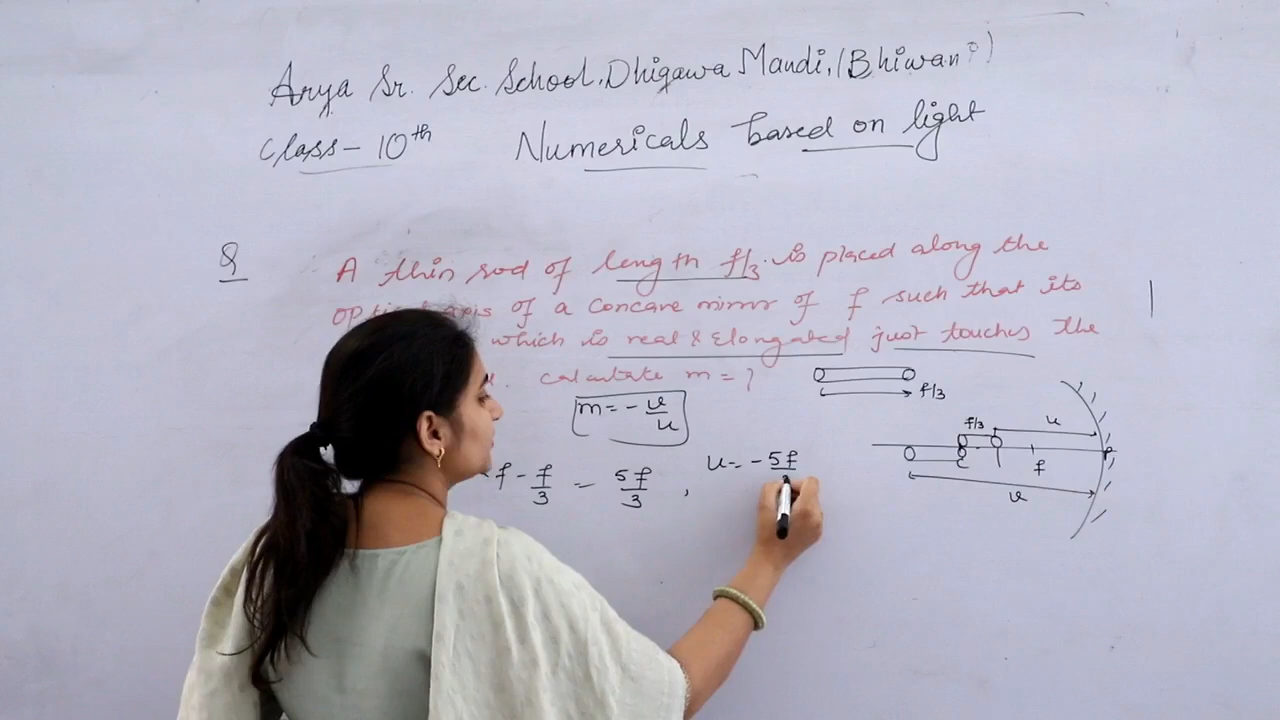 Arya Sr. Sec. School, Dhigawa Mandi, (Bhiwani)
Class - 10th Numericals based on light
Q A thin rod of length f/3 is placed along the
of a concave mirror of f such that its
which is real & Elongated just touches the
calculate m = ?
f/3
m = - v/u
f/3 u
f
v
f - f/3 = 5f/3 , u = - 5f